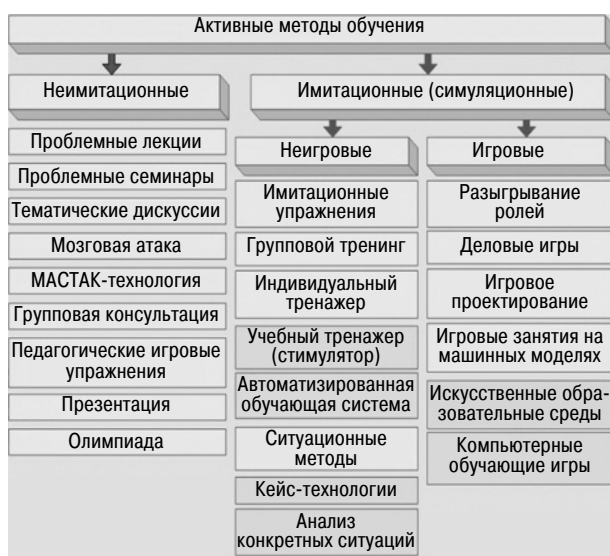 Активные методы обучения
Неимитационные
Имитационные (симуляционные)
Проблемные лекции
Проблемные семинары
Тематические дискуссии
Мозговая атака
МАСТАК-технология
Групповая консультация
Педагогические игровые
упражнения
Презентация
Олимпиада
Неигровые
Имитационные
упражнения
Групповой тренинг
Индивидуальный
тренажер
Учебный тренажер
(стимулятор)
Автоматизированная
обучающая система
Ситуационные
методы
Кейс-технологии
Анализ
конкретных ситуаций
Игровые
Разыгрывание
ролей
Деловые игры
Игровое
проектирование
Игровые занятия на
машинных моделях
Искусственные обра-
зовательные среды
Компьютерные
обучающие игры